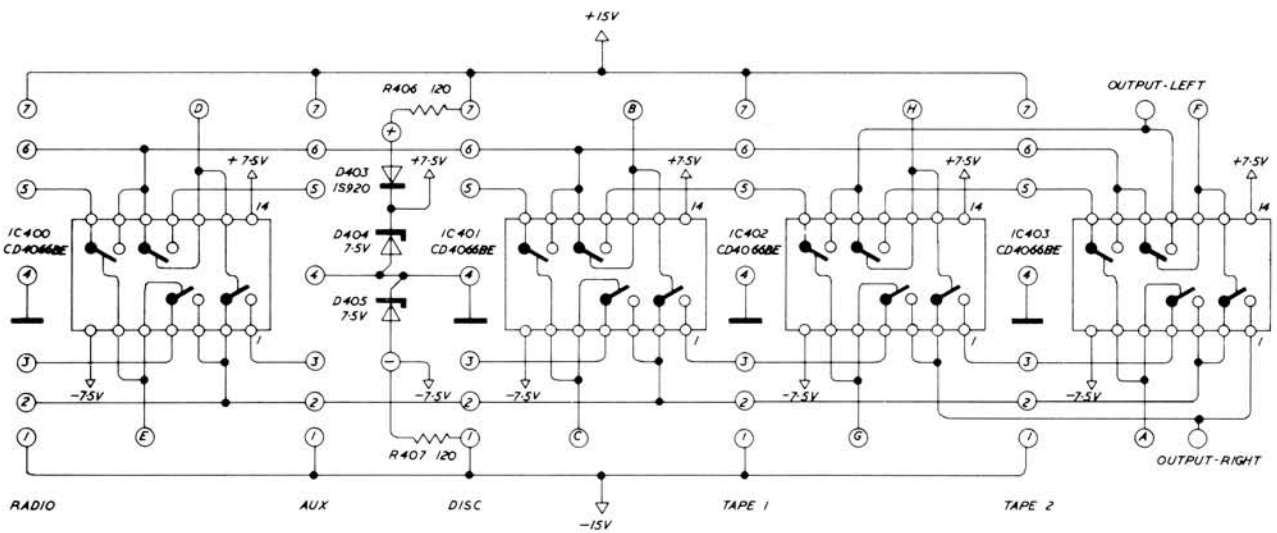 +15V
R406 120
OUTPUT-LEFT
7 D 7 + 7 B 7 H 7 F
6 6 6 6 6
+7·5V D403 1S920 +7·5V +7·5V +7·5V +7·5V
5 5 5 5 5
14 14 14 14
IC400 CD4066BE
D404 7·5V
IC401 CD4066BE
IC402 CD4066BE
IC403 CD4066BE
4 4 4 4 4
D405 7·5V
1 1 1 1
3 3 − 3 3 3
-7·5V -7·5V -7·5V -7·5V -7·5V
2 2 2 2 2
1 E 1 1 C 1 G 1 A
R407 120
OUTPUT-RIGHT
RADIO AUX DISC TAPE 1 TAPE 2
-15V